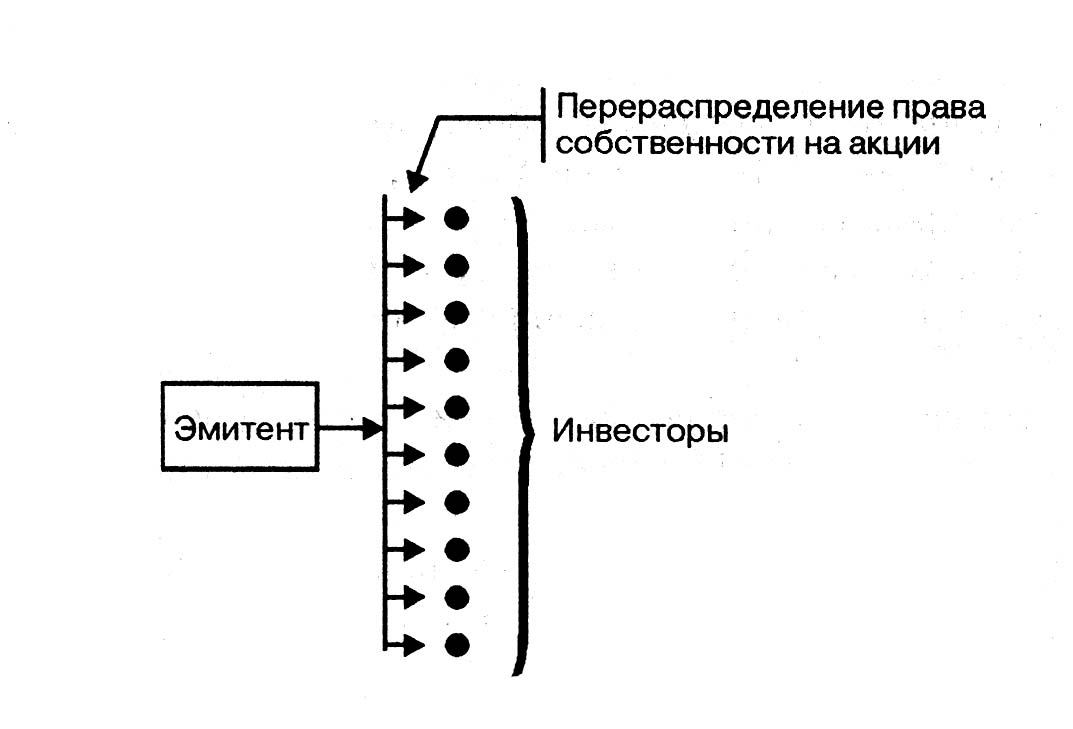 Перераспределение права
собственности на акции
Эмитент
Инвесторы